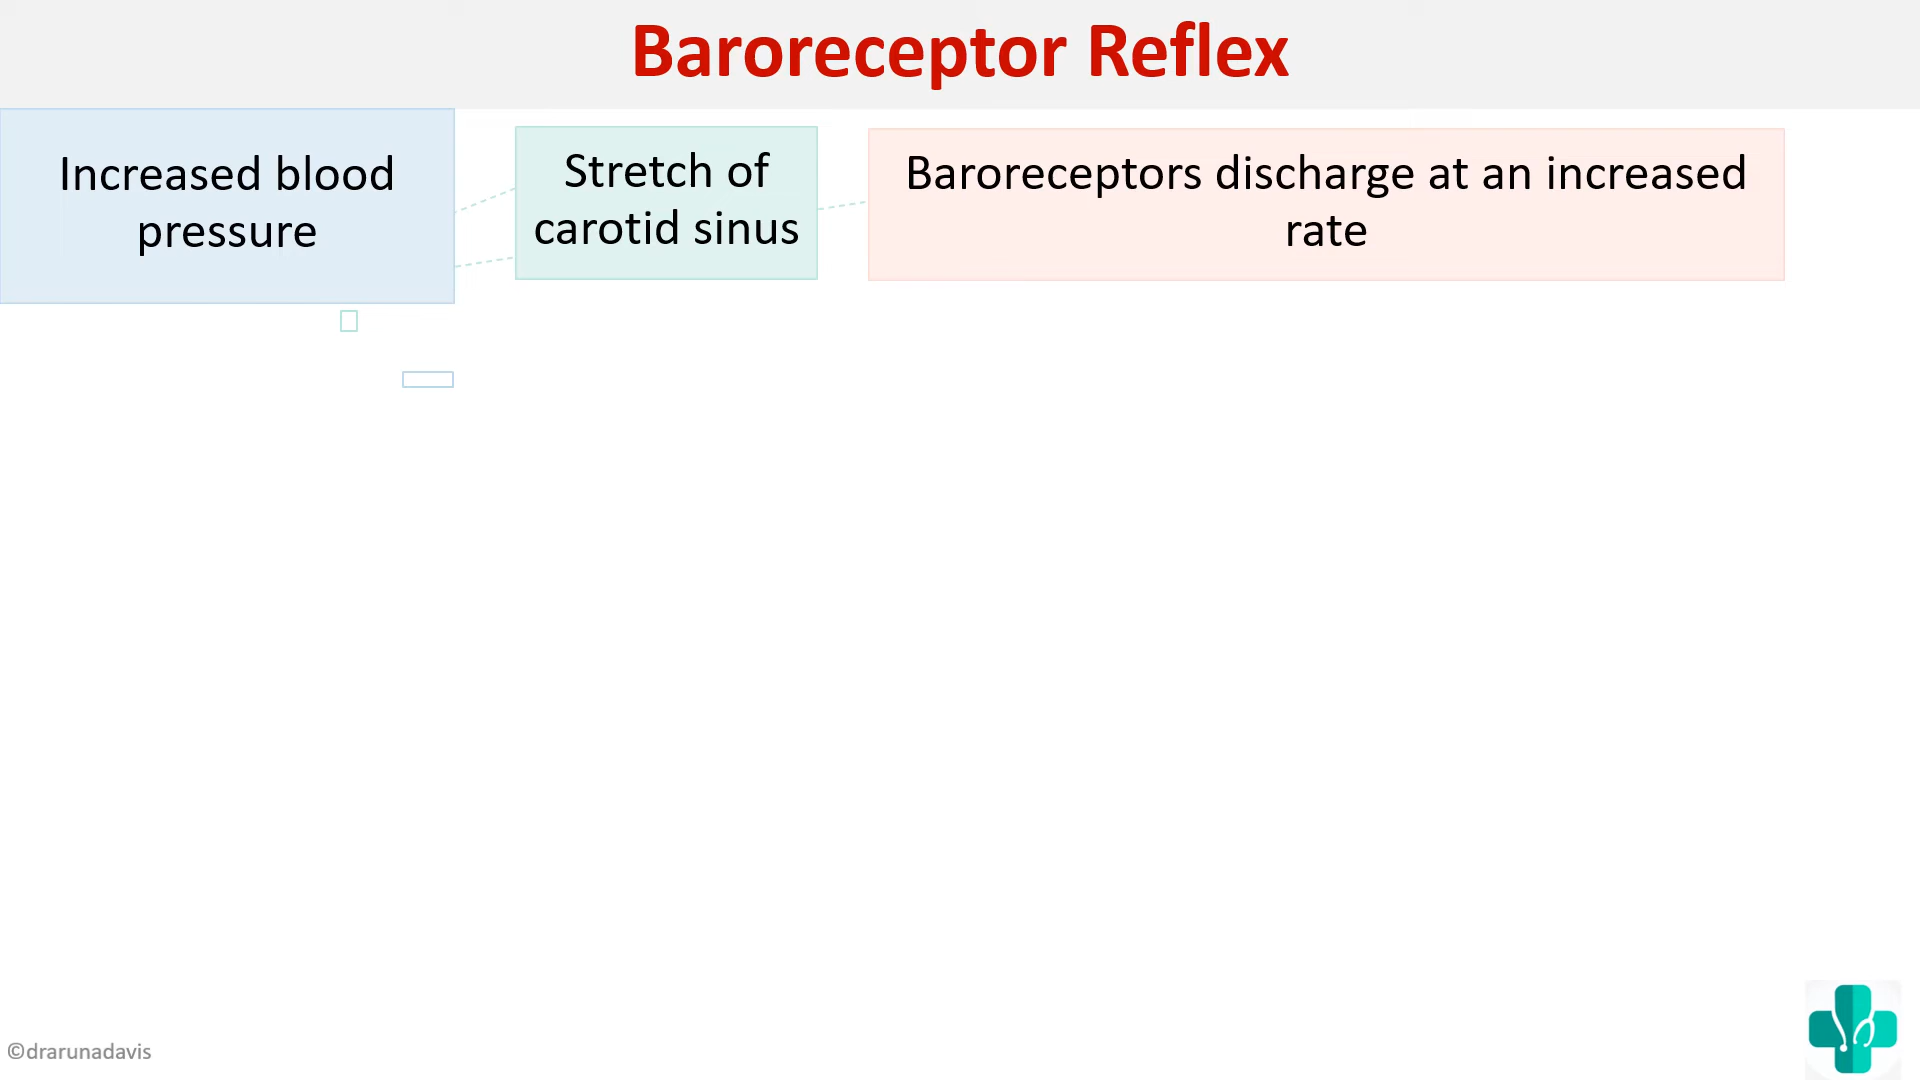 Baroreceptor Reflex
Increased blood
pressure
Stretch of
carotid sinus
Baroreceptors discharge at an increased
rate
©drarunadavis